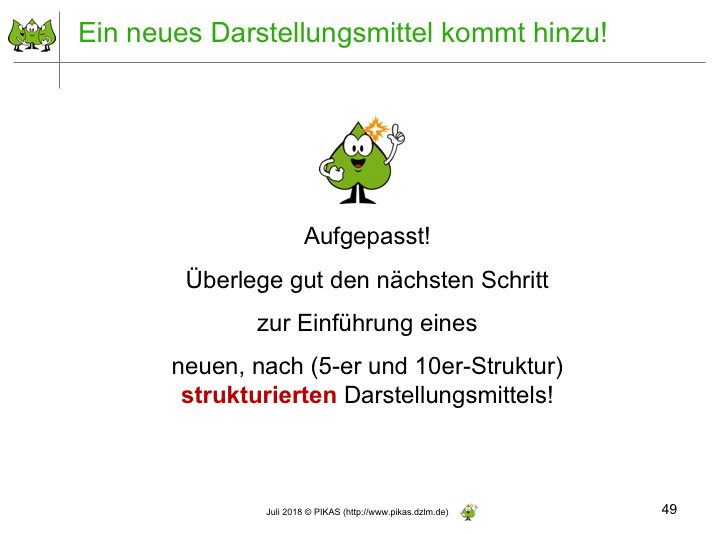 Ein neues Darstellungsmittel kommt hinzu!
Aufgepasst!
Überlege gut den nächsten Schritt
zur Einführung eines
neuen, nach (5-er und 10er-Struktur)
strukturierten Darstellungsmittels!
Juli 2018 © PIKAS (http://www.pikas.dzlm.de)
49